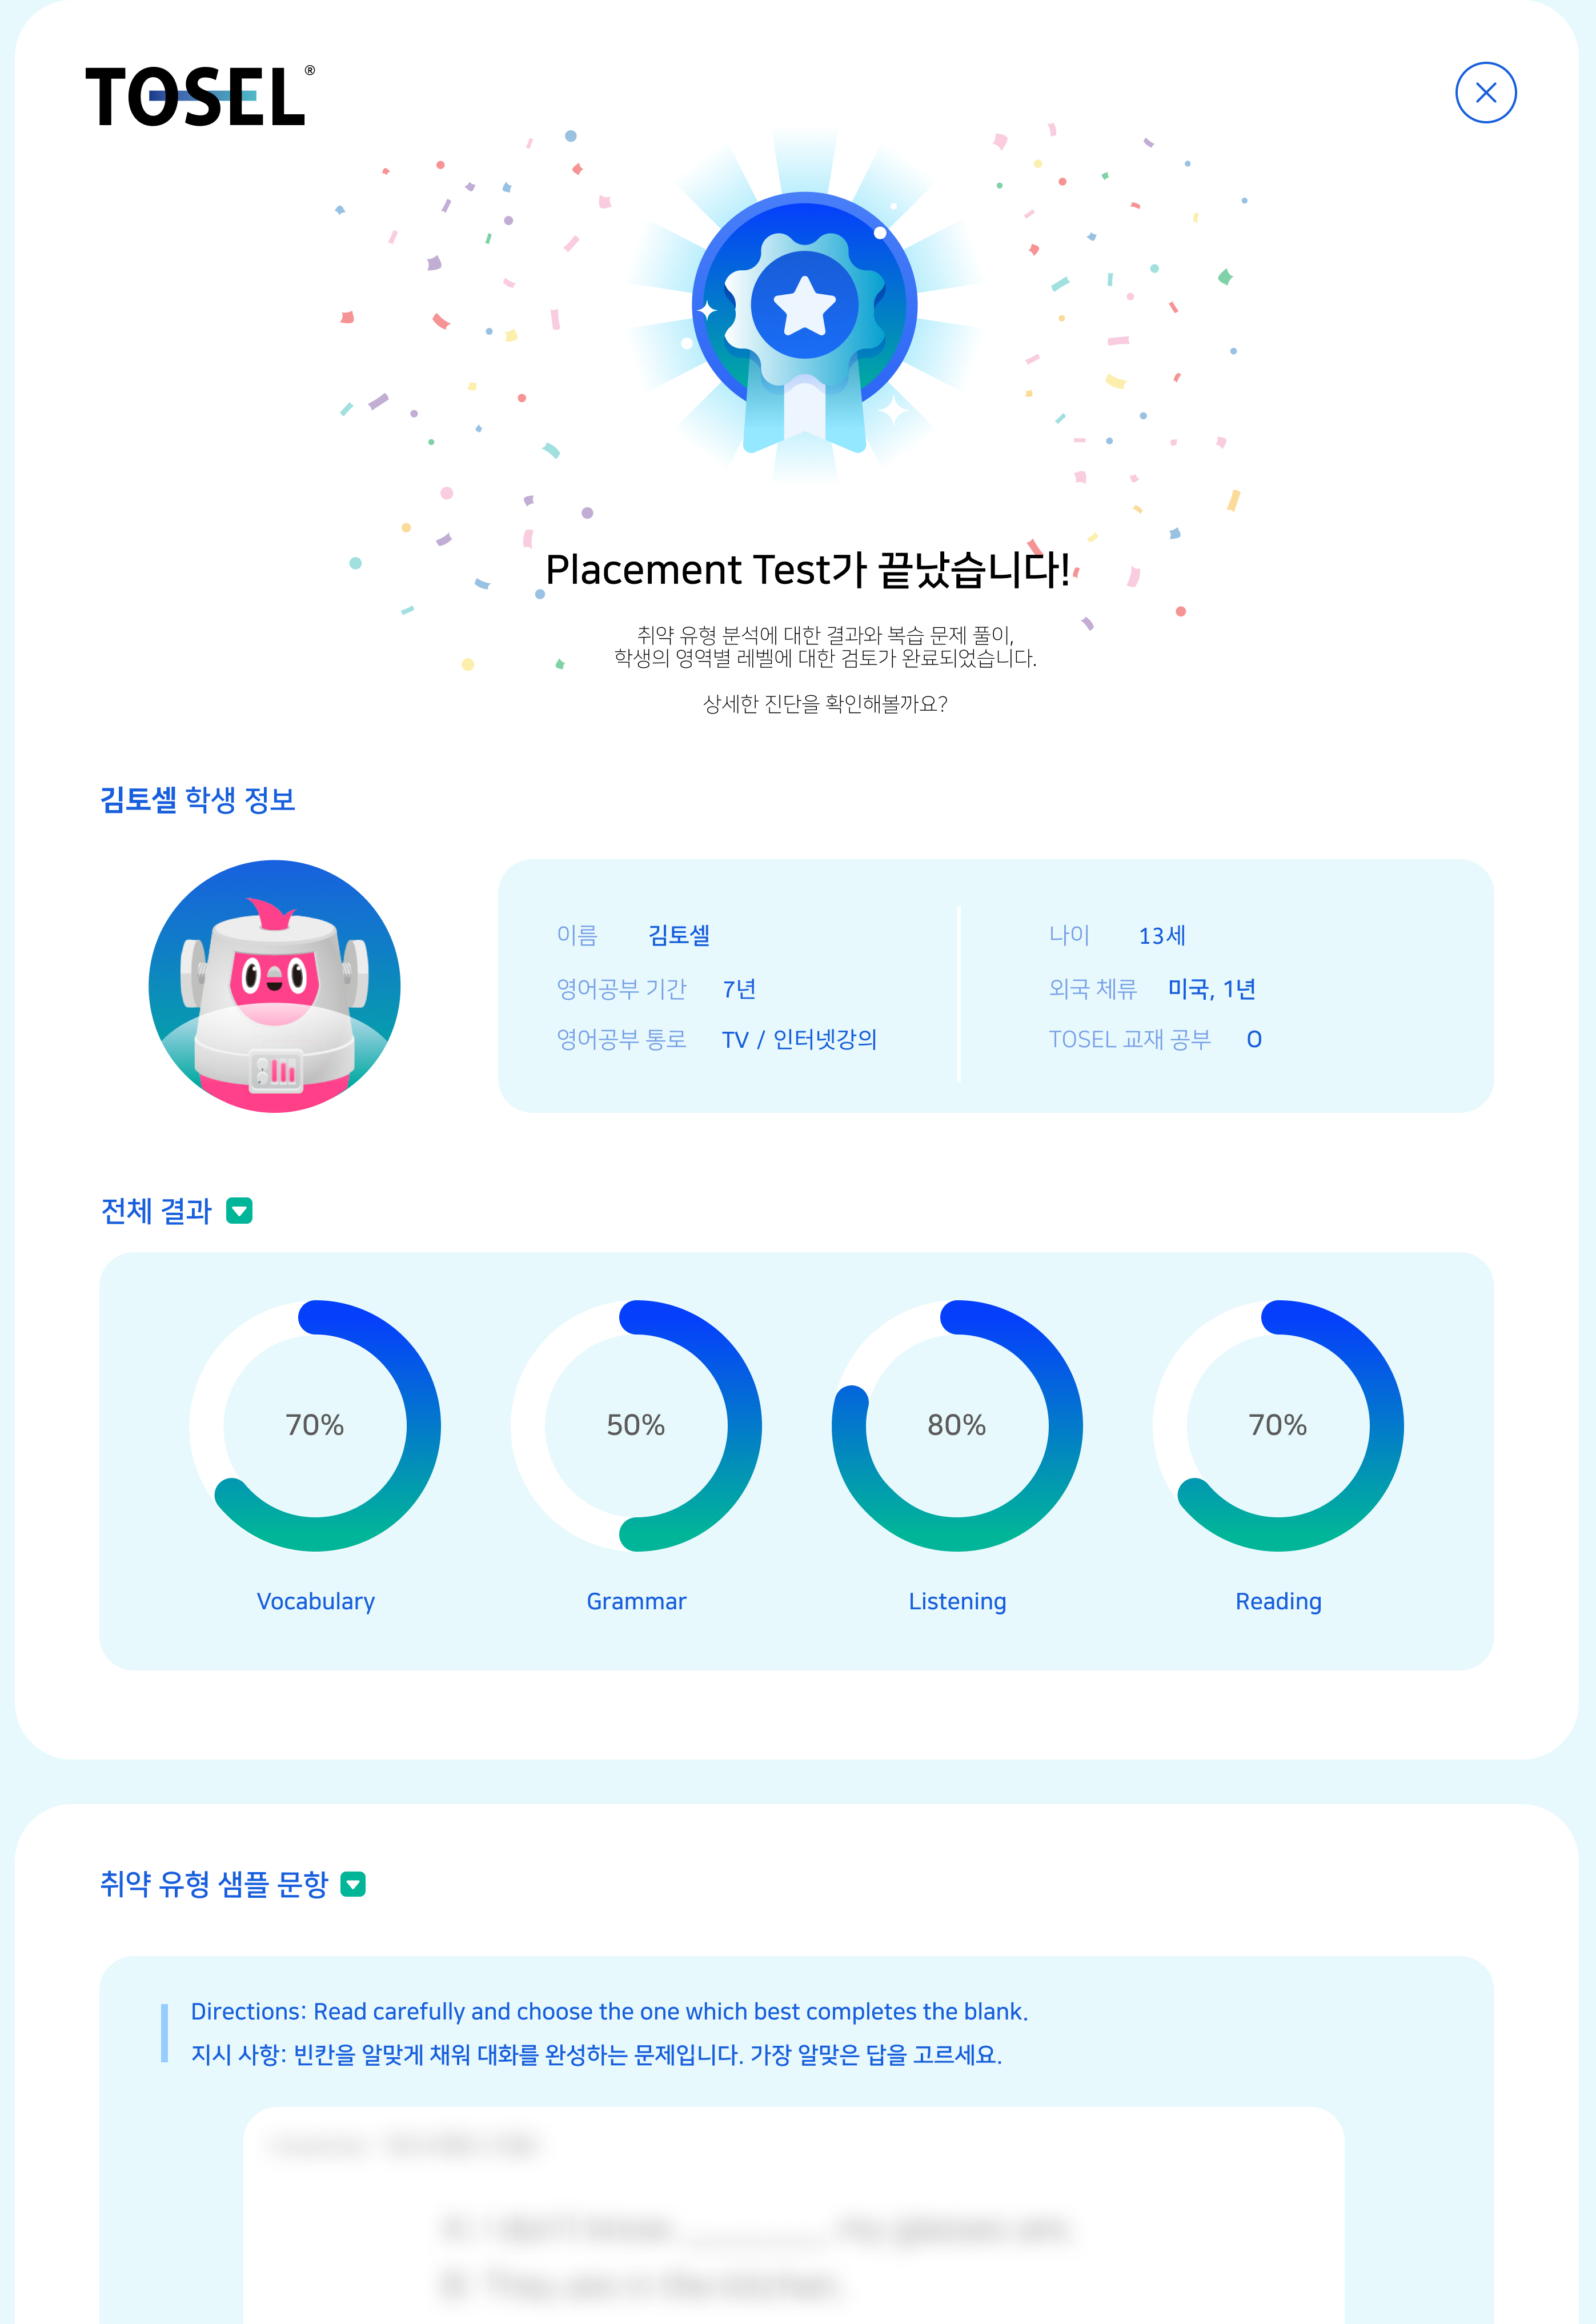 TOSEL®
Placement Test가 끝났습니다!
취약 유형 분석에 대한 결과와 복습 문제 풀이,
학생의 영역별 레벨에 대한 검토가 완료되었습니다.
상세한 진단을 확인해볼까요?
김토셀 학생 정보
이름 김토셀
영어공부 기간 7년
영어공부 통로 TV / 인터넷강의
나이 13세
외국 체류 미국, 1년
TOSEL 교재 공부 O
전체 결과
70% 50% 80% 70%
Vocabulary Grammar Listening Reading
취약 유형 샘플 문항
Directions: Read carefully and choose the one which best completes the blank.
지시 사항: 빈칸을 알맞게 채워 대화를 완성하는 문제입니다. 가장 알맞은 답을 고르세요.